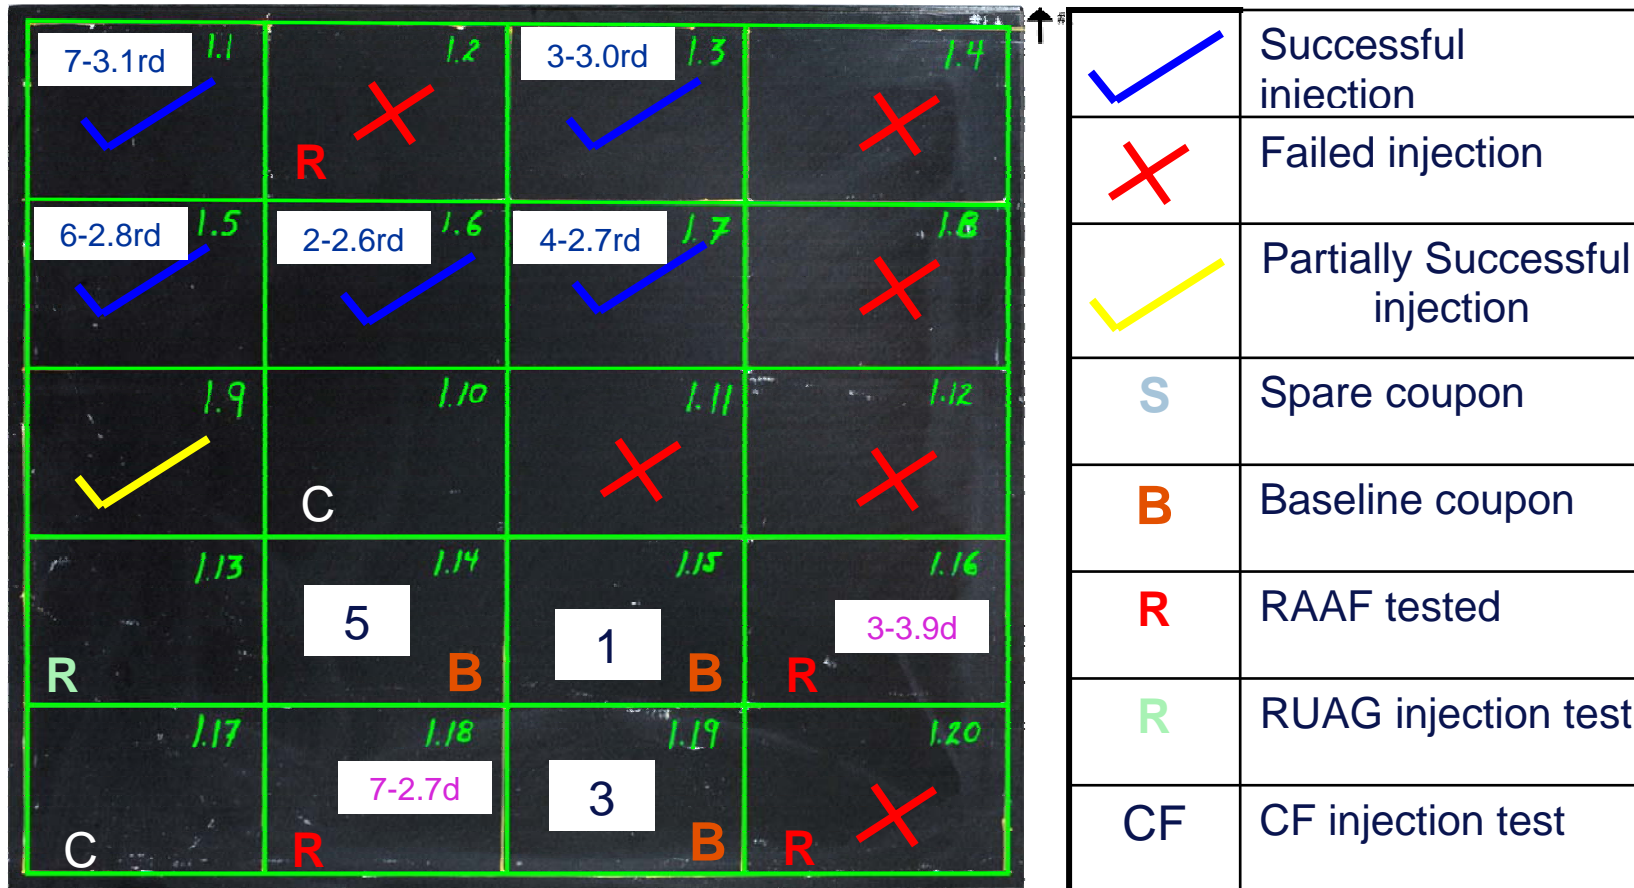 7-3.1rd 1.1
1.2
R
3-3.0rd 1.3
1.4
6-2.8rd 1.5
2-2.6rd 1.6
4-2.7rd 1.7
1.8
1.9
1.10
C
1.11
1.12
1.13
R
1.14
5
B
1.15
1
B
1.16
3-3.9d
R
1.17
C
1.18
7-2.7d
R
1.19
3
B
1.20
R
Successful
injection
Failed injection
Partially Successful
injection
S Spare coupon
B Baseline coupon
R RAAF tested
R RUAG injection test
CF CF injection test